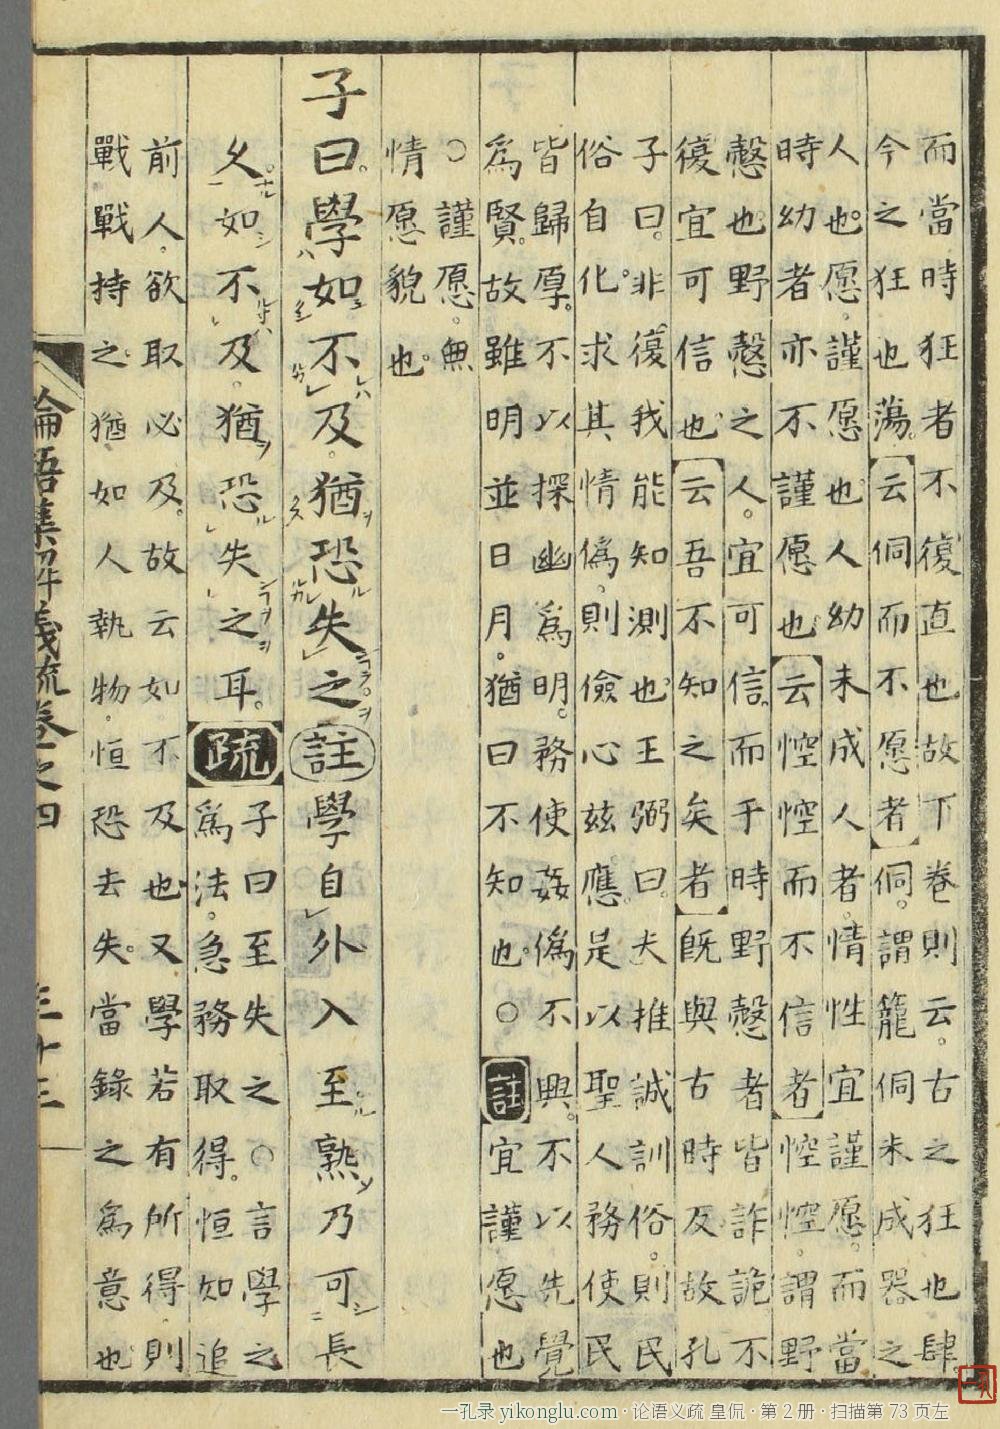 而當時狂者不復直也故下卷則云古之狂也肆
今之狂也蕩云侗而不愿者侗謂籠侗未成器之
人也愿謹愿也人幼未成人者情性宜謹愿而當
時幼者亦不謹愿也云悾悾而不信者悾悾謂野
慤也野慤之人宜可信而乎時野慤者皆詐詭不
復宜可信也云吾不知之矣者既與古時反故孔
子曰非復我能知測也王弼曰夫推誠訓俗則民
俗自化求其情僞則儉心兹應是以聖人務使民
皆歸厚不以探幽爲明務使姦僞不興不以先覺
爲賢故雖明並日月猶曰不知也○註宜謹愿也
○謹愿無
情愿貌也
子曰學如不及猶恐失之註學自外入至熟乃可長
久如不及猶恐失之耳疏子曰至失之○言學之
爲法急務取得恒如追
前人欲取必及故云如不及也又學若有所得則
戰戰持之猶如人執物恒恐去失當錄之爲意也
論語集解義疏卷之四
三十三
一孔录 yikonglu.com · 论语义疏 皇侃 · 第 2 册 · 扫描第 73 页左